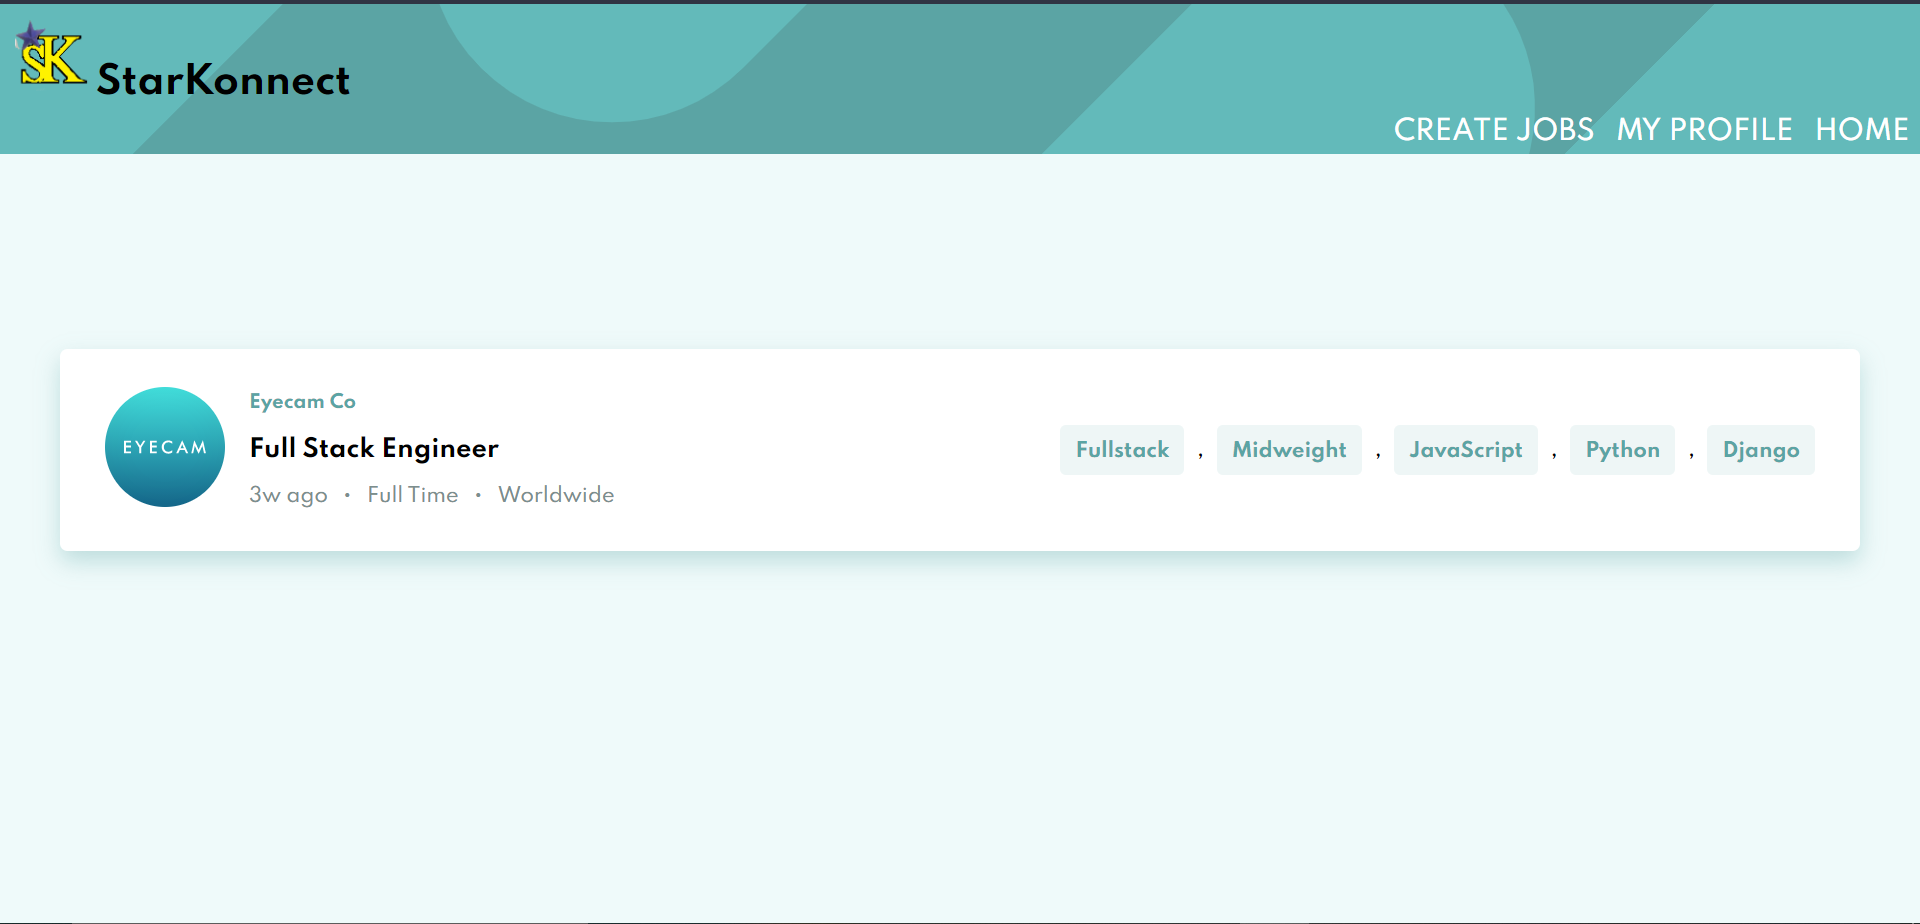 SK StarKonnect
CREATE JOBS MY PROFILE HOME
EYECAM
Eyecam Co
Full Stack Engineer
3w ago • Full Time • Worldwide
Fullstack , Midweight , JavaScript , Python , Django